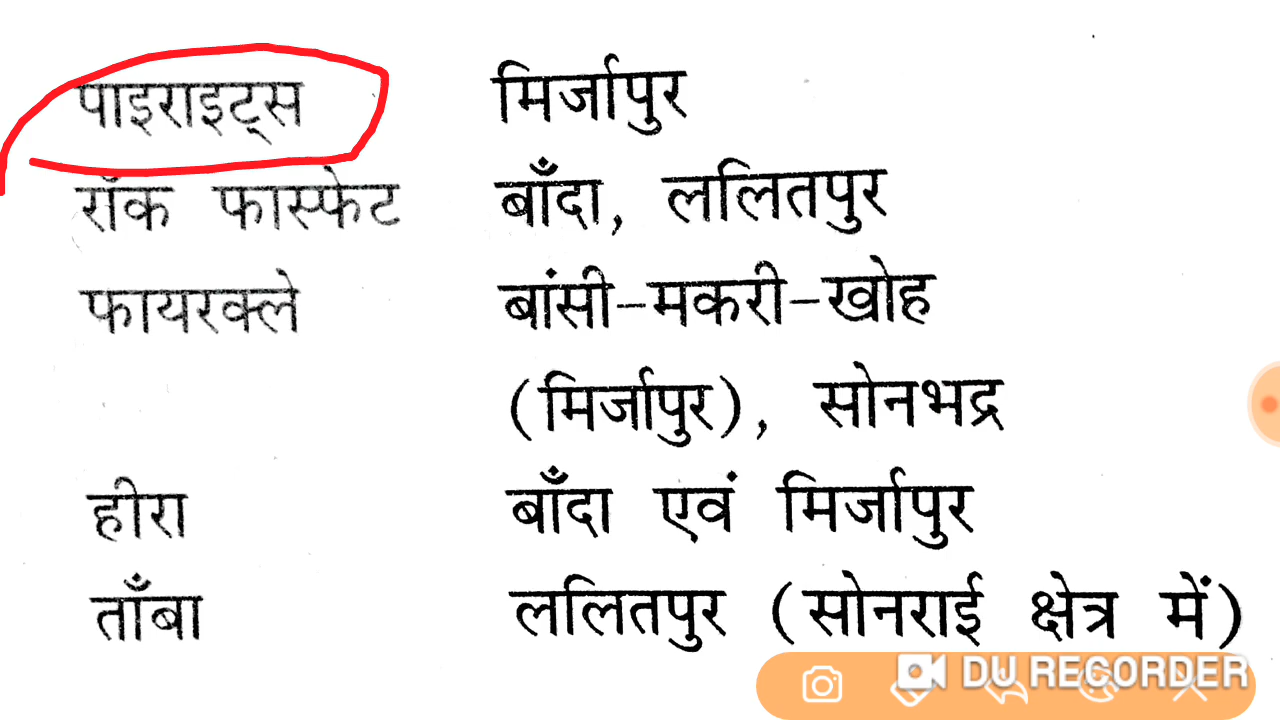 पाइराइट्स मिर्जापुर
रॉक फास्फेट बाँदा, ललितपुर
फायरक्ले बांसी-मकरी-खोह
(मिर्जापुर), सोनभद्र
हीरा बाँदा एवं मिर्जापुर
ताँबा ललितपुर (सोनराई क्षेत्र में)
DU RECORDER